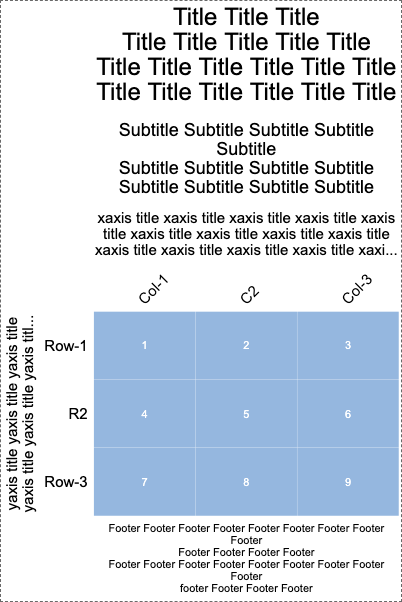 Title Title Title
Title Title Title Title Title
Title Title Title Title Title Title
Title Title Title Title Title Title
Subtitle Subtitle Subtitle Subtitle
Subtitle
Subtitle Subtitle Subtitle Subtitle
Subtitle Subtitle Subtitle Subtitle
xaxis title xaxis title xaxis title xaxis title xaxis
title xaxis title xaxis title xaxis title xaxis title
xaxis title xaxis title xaxis title xaxis title xaxi...
Col-1 C2 Col-3
yaxis title yaxis title yaxis title
yaxis title yaxis title yaxis titl...
Row-1 1 2 3
R2 4 5 6
Row-3 7 8 9
Footer Footer Footer Footer Footer Footer Footer Footer
Footer
Footer Footer Footer Footer
Footer Footer Footer Footer Footer Footer Footer Footer
Footer
footer Footer Footer Footer